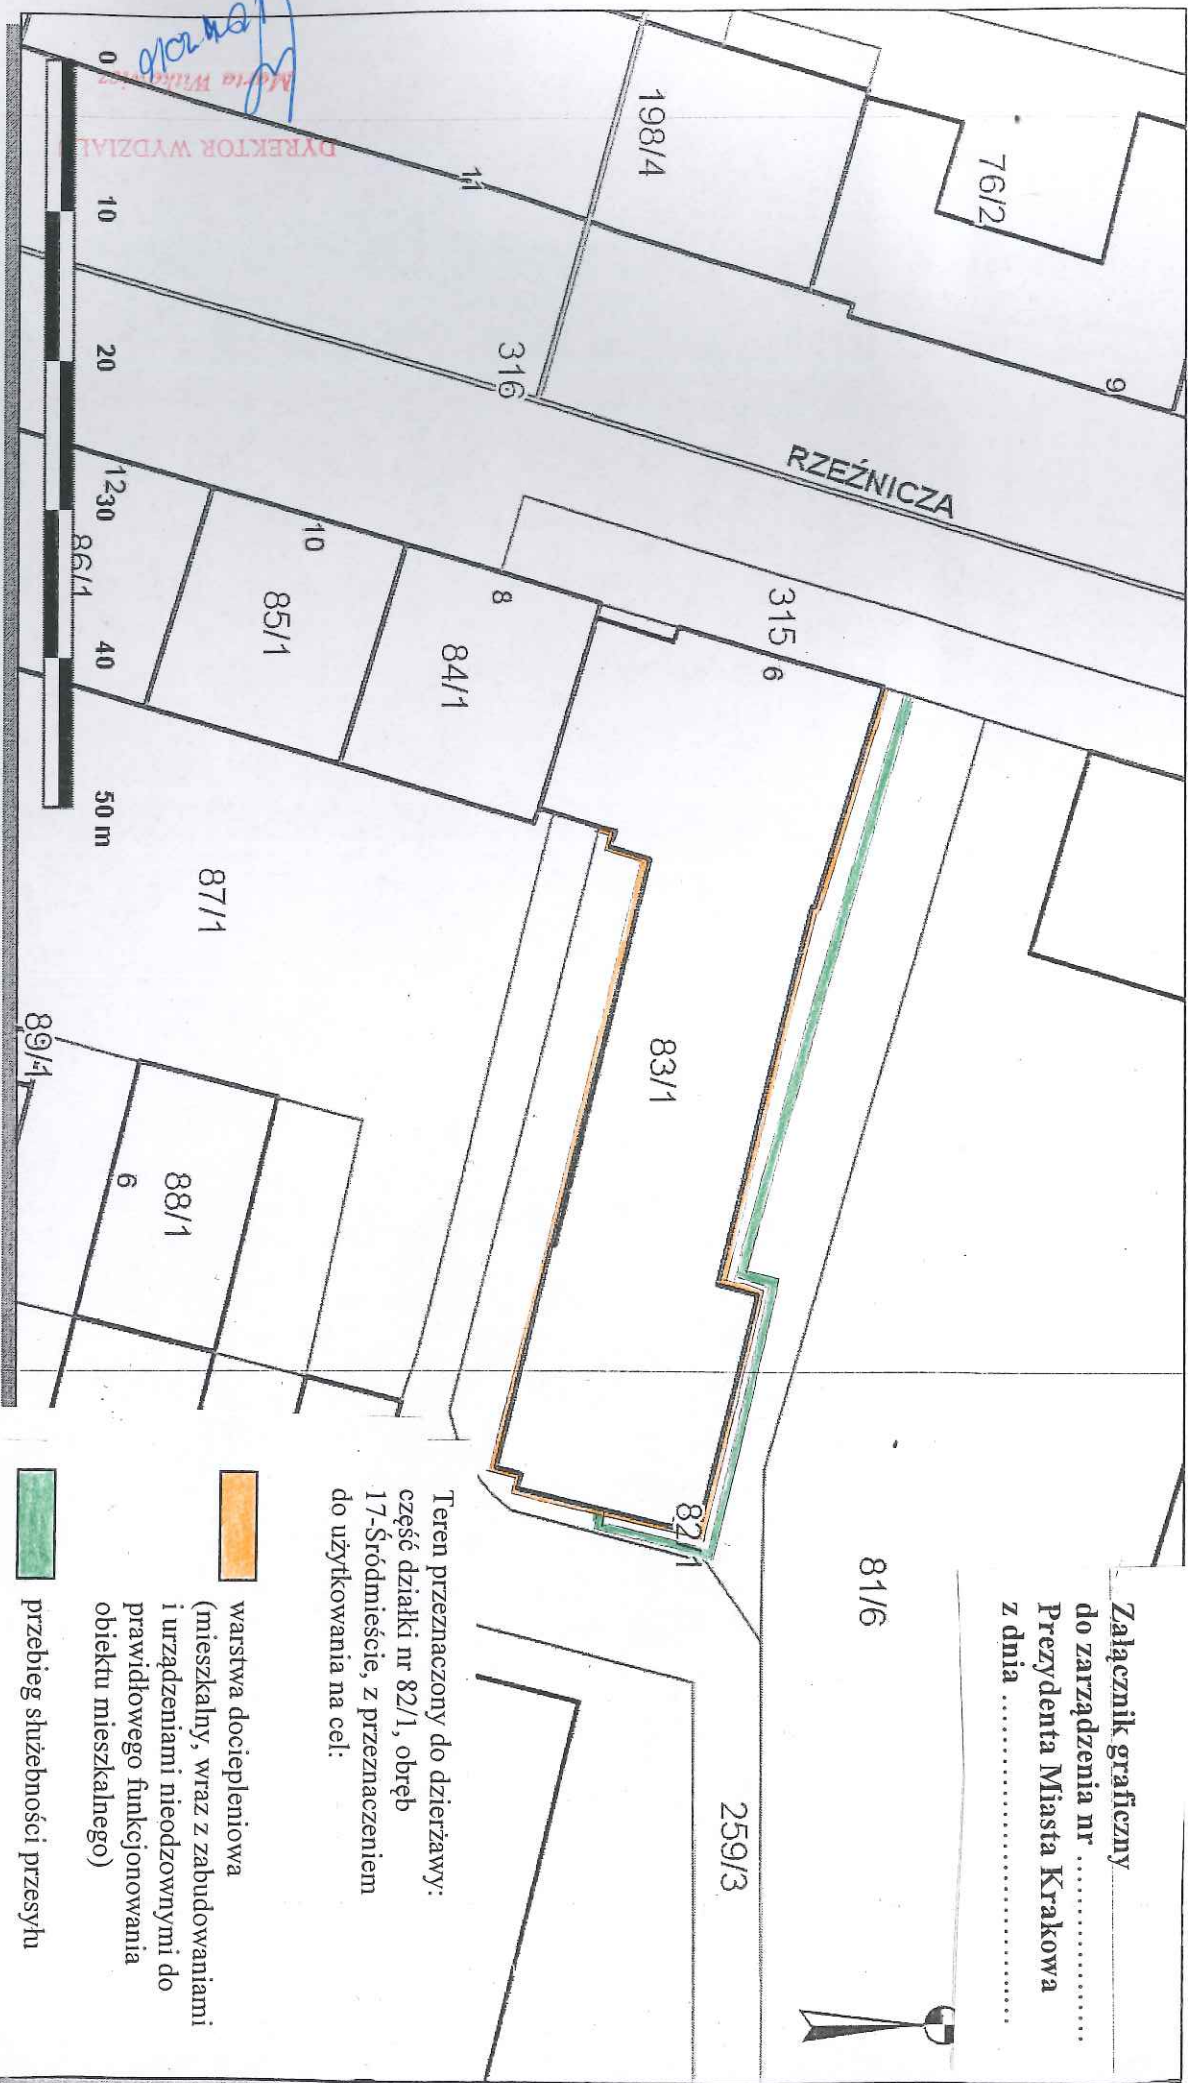 Załącznik graficzny
do zarządzenia nr ..................
Prezydenta Miasta Krakowa
z dnia ..............................
76/2
9
198/4
RZEŹNICZA
81/6
315
6
82/1
259/3
83/1
11
316
8
84/1
10
85/1
12
86/1
87/1
88/1
6
89/1
0 10 20 30 40 50 m
Teren przeznaczony do dzierżawy:
część działki nr 82/1, obręb
17-Śródmieście, z przeznaczeniem
do użytkowania na cel:
warstwa dociepleniowa
(mieszkalny, wraz z zabudowaniami
i urządzeniami nieodzownymi do
prawidłowego funkcjonowania
obiektu mieszkalnego)
przebieg służebności przesyłu
DYREKTOR WYDZIAŁU
Marta Witkowicz